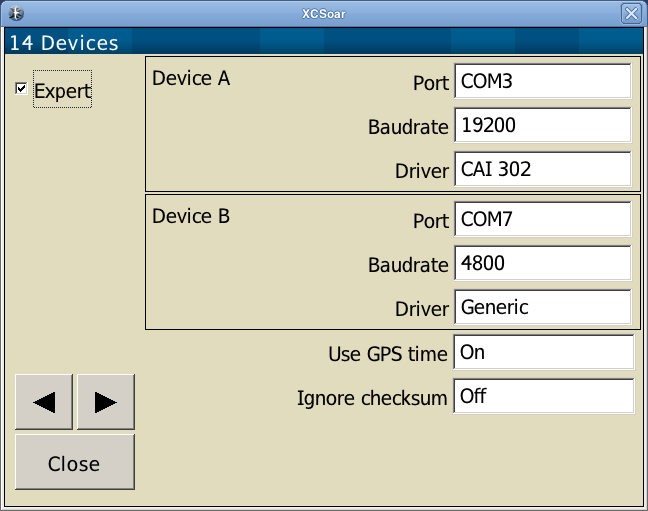 XCSoar
14 Devices
Expert
Device A
Port COM3
Baudrate 19200
Driver CAI 302
Device B
Port COM7
Baudrate 4800
Driver Generic
Use GPS time On
Ignore checksum Off
Close